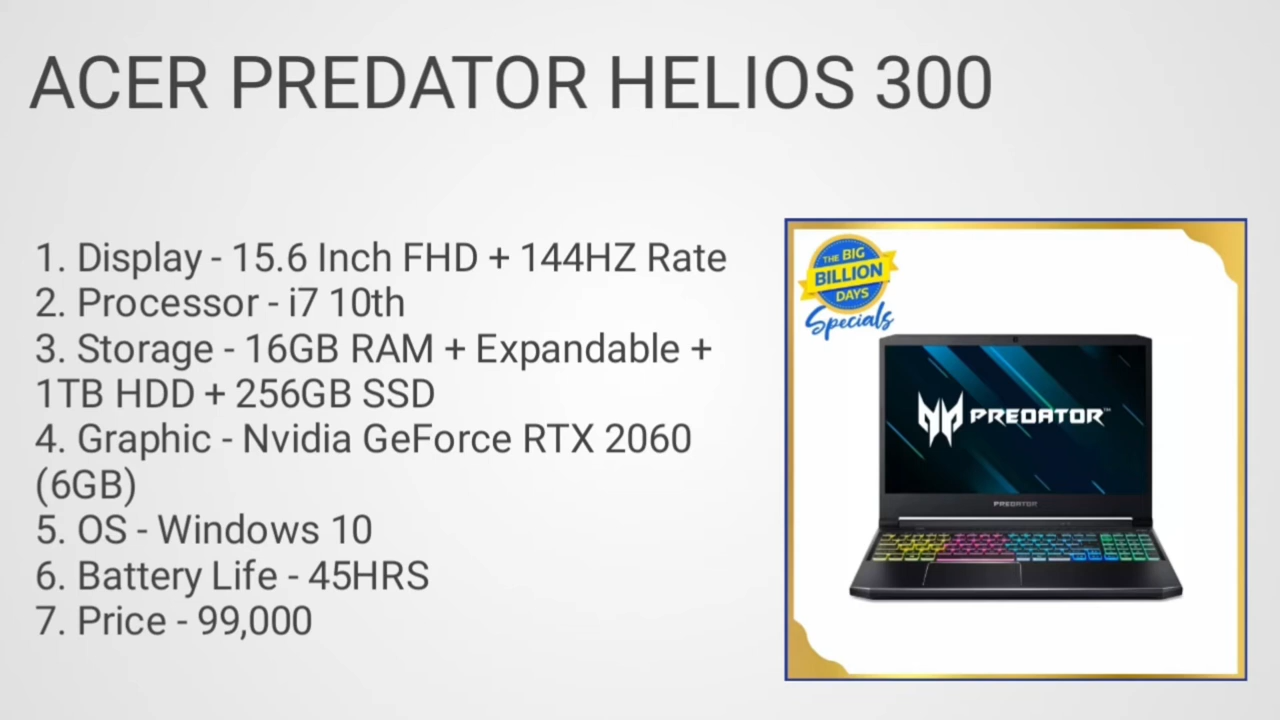 ACER PREDATOR HELIOS 300
1. Display - 15.6 Inch FHD + 144HZ Rate
2. Processor - i7 10th
3. Storage - 16GB RAM + Expandable +
1TB HDD + 256GB SSD
4. Graphic - Nvidia GeForce RTX 2060
(6GB)
5. OS - Windows 10
6. Battery Life - 45HRS
7. Price - 99,000
THE BIG
BILLION
DAYS
Specials
PREDATOR™
PREDATOR